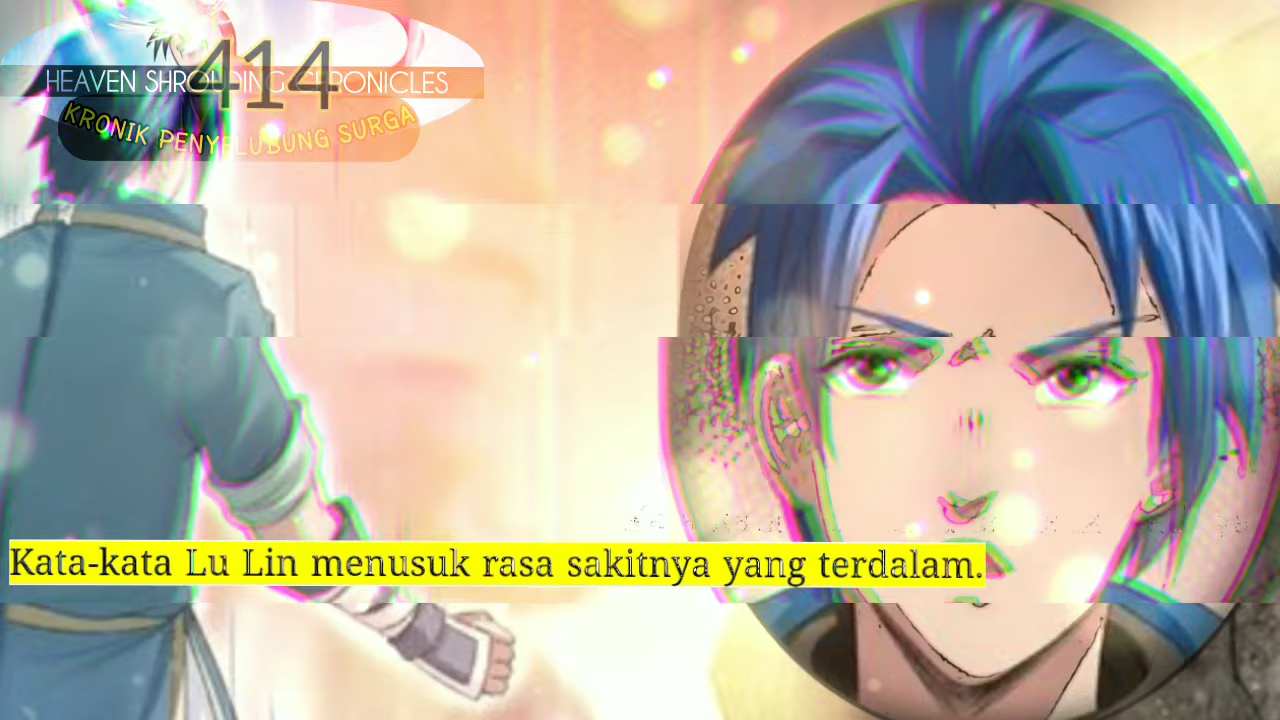 414
HEAVEN SHROUDING CHRONICLES
KRONIK PENYELUBUNG SURGA
Kata-kata Lu Lin menusuk rasa sakitnya yang terdalam.